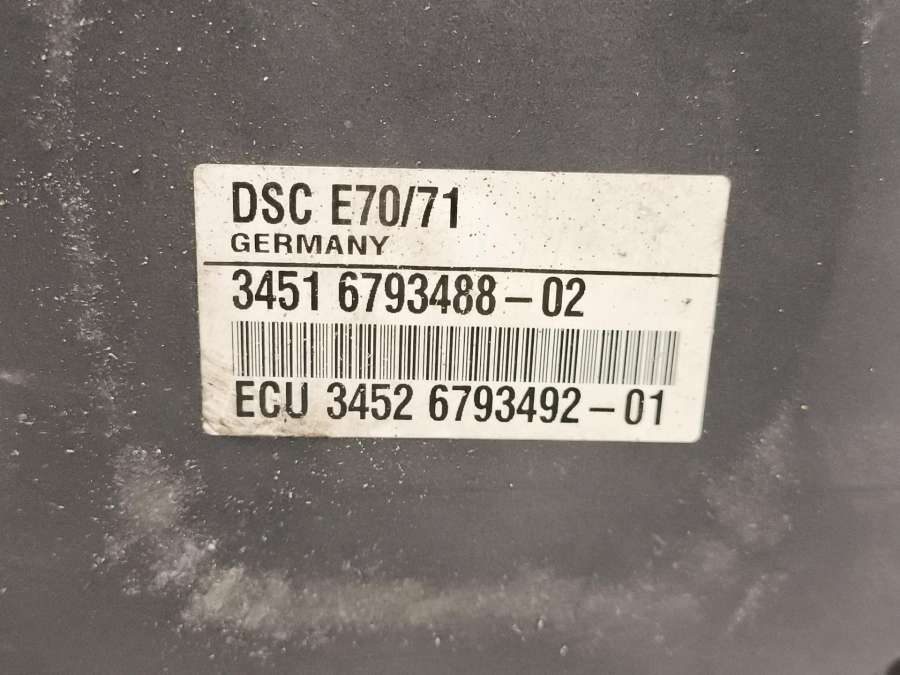 DSC E70/71
GERMANY
3451 6793488-02
ECU 3452 6793492-01